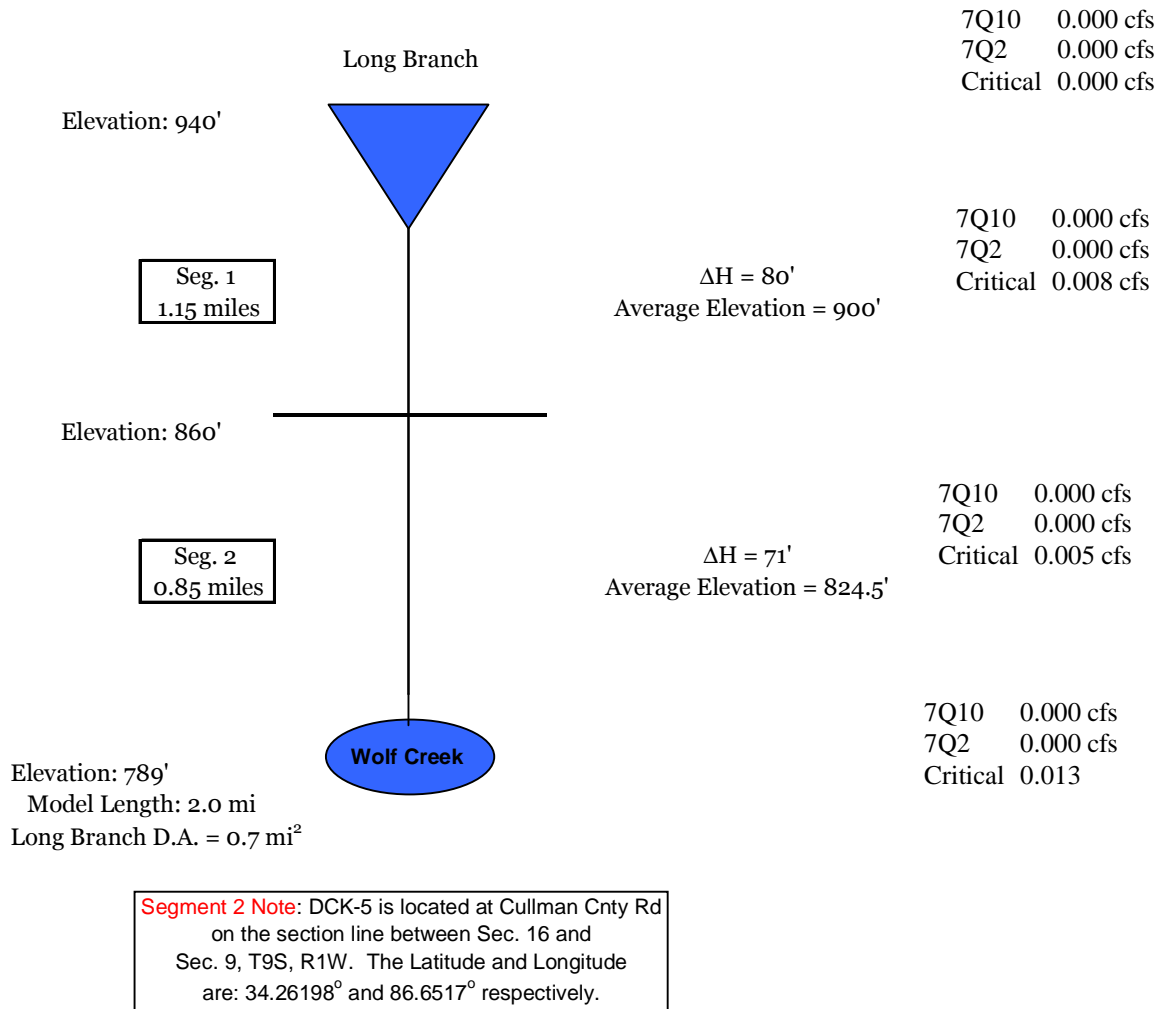 7Q10 0.000 cfs
7Q2 0.000 cfs
Critical 0.000 cfs
Long Branch
Elevation: 940'
7Q10 0.000 cfs
7Q2 0.000 cfs
Critical 0.008 cfs
Seg. 1
1.15 miles
ΔH = 80'
Average Elevation = 900'
Elevation: 860'
7Q10 0.000 cfs
7Q2 0.000 cfs
Critical 0.005 cfs
Seg. 2
0.85 miles
ΔH = 71'
Average Elevation = 824.5'
7Q10 0.000 cfs
7Q2 0.000 cfs
Critical 0.013
Wolf Creek
Elevation: 789'
Model Length: 2.0 mi
Long Branch D.A. = 0.7 mi²
Segment 2 Note: DCK-5 is located at Cullman Cnty Rd
on the section line between Sec. 16 and
Sec. 9, T9S, R1W. The Latitude and Longitude
are: 34.26198° and 86.6517° respectively.